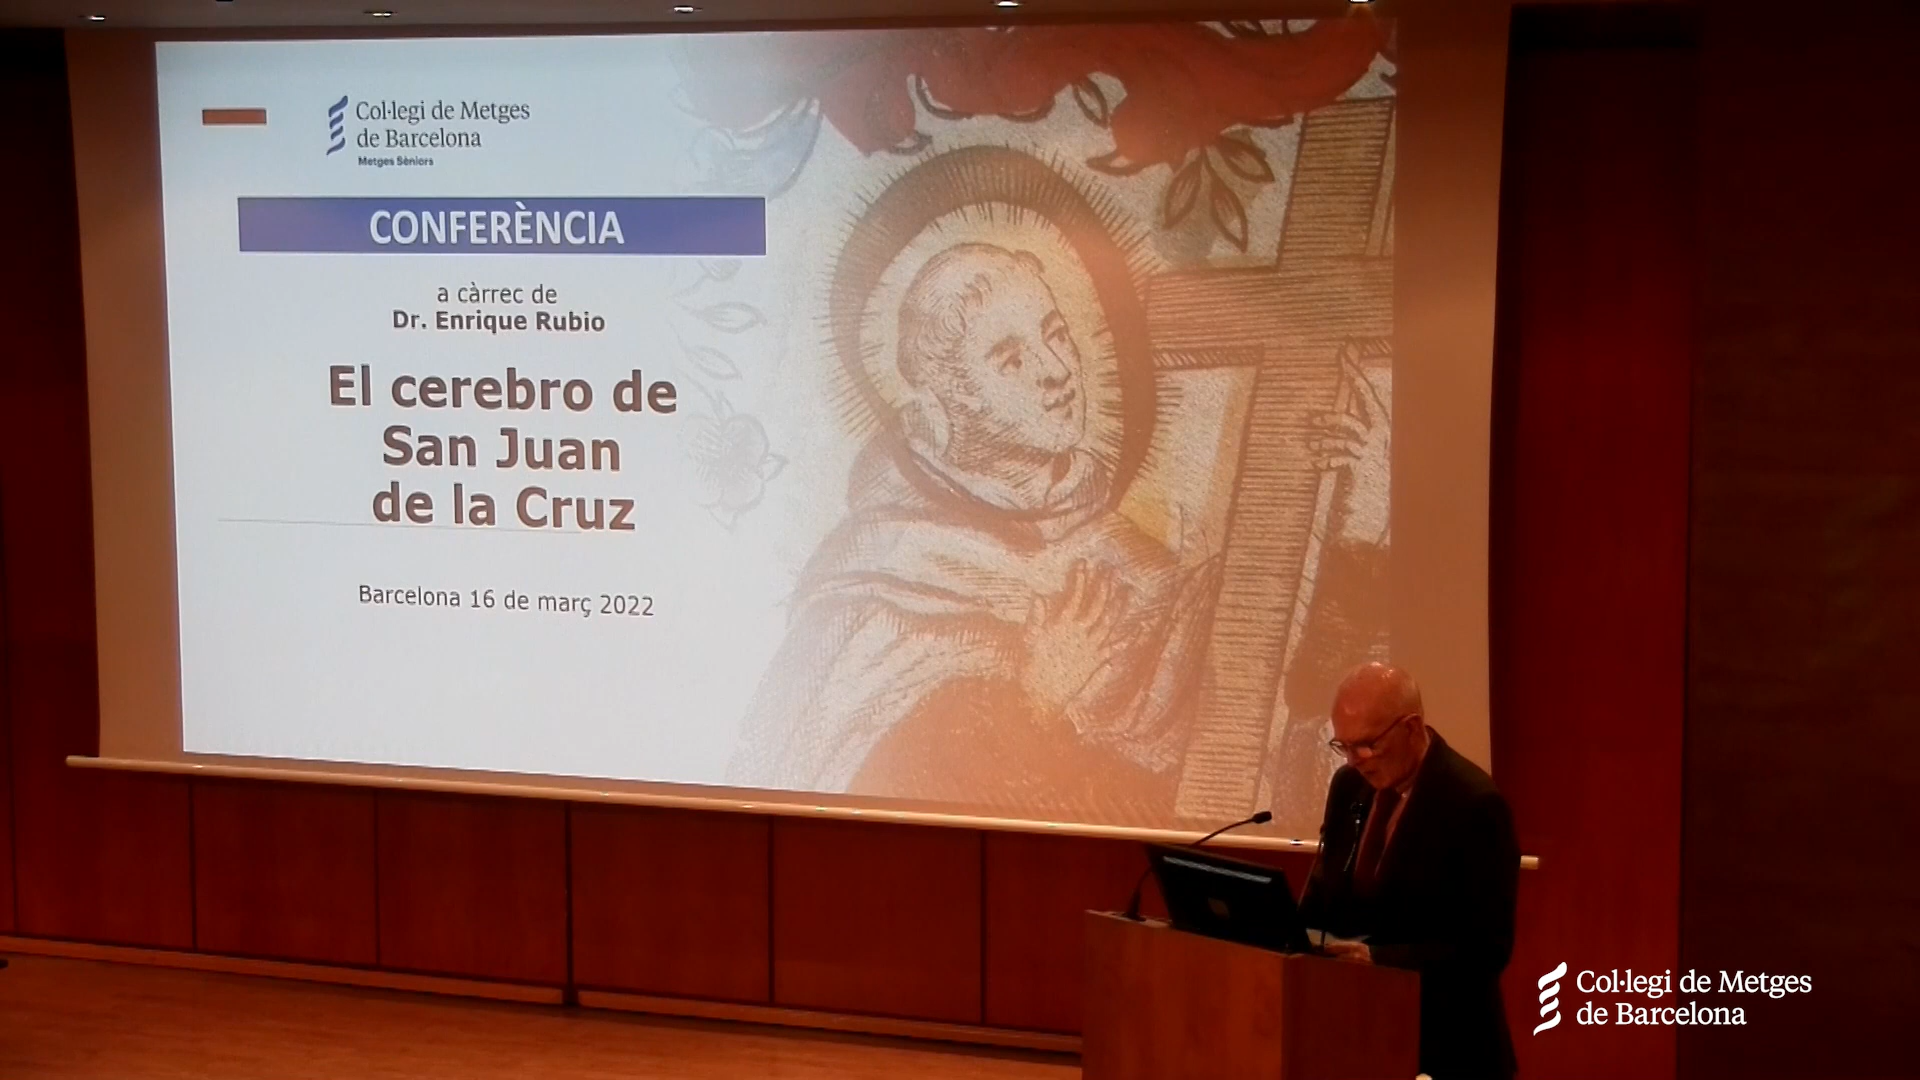 Col·legi de Metges
de Barcelona
Metges Sèniors
CONFERÈNCIA
a càrrec de
Dr. Enrique Rubio
El cerebro de
San Juan
de la Cruz
Barcelona 16 de març 2022
Col·legi de Metges
de Barcelona